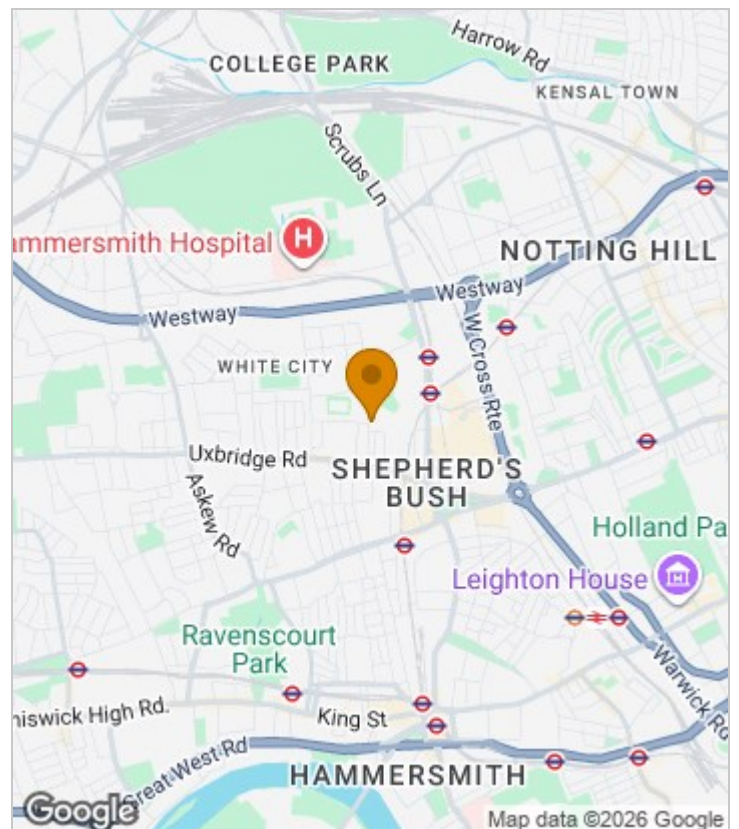 Harrow Rd
COLLEGE PARK
KENSAL TOWN
Scrubs Ln
ammersmith Hospital
H
NOTTING HILL
Westway
Westway
W Cross Rte
WHITE CITY
Uxbridge Rd
SHEPHERD'S
BUSH
Askew Rd
Holland Pa
Leighton House
Ravenscourt
Park
Warwick Rd
hiswick High Rd.
King St
Great West Rd
HAMMERSMITH
Google
Map data ©2026 Google